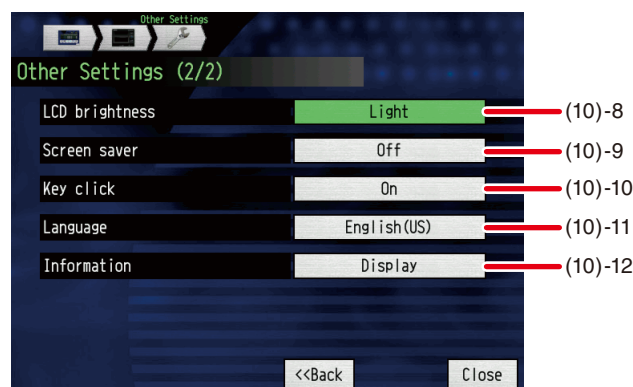 Other Settings
Other Settings (2/2)
LCD brightness Light (10)-8
Screen saver Off (10)-9
Key click On (10)-10
Language English(US) (10)-11
Information Display (10)-12
<<Back Close